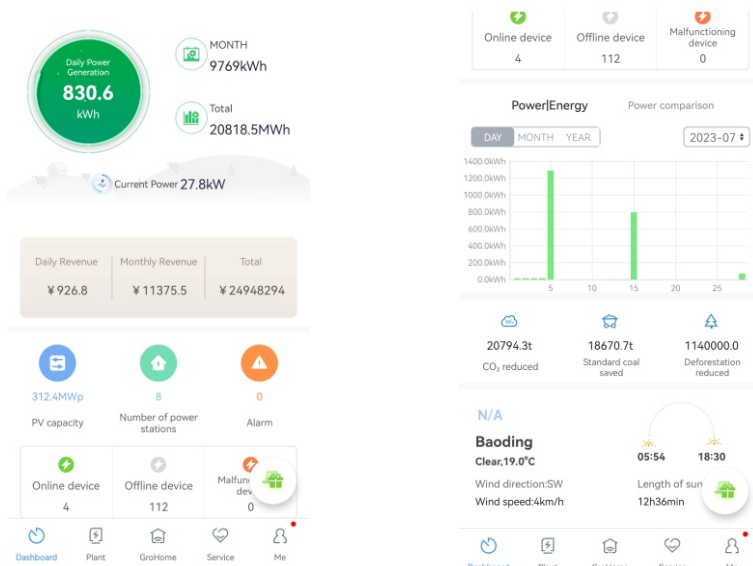 Daily Power
Generation
830.6
kWh
MONTH
9769kWh
Total
20818.5MWh
Current Power 27.8kW
Daily Revenue
Monthly Revenue
Total
¥926.8
¥11375.5
¥24948294
312.4MWp
8
0
PV capacity
Number of power
stations
Alarm
Online device
Offline device
4
112
0
Dashboard
Plant
GroHome
Service
Me
Online device
Offline device
Malfunctioning
device
4
112
0
Power|Energy
Power comparison
DAY
MONTH
YEAR
2023-07
1400.0kWh
1200.0kWh
1000.0kWh
800.0kWh
600.0kWh
400.0kWh
200.0kWh
0.0kWh
5
10
15
20
25
20794.3t
18670.7t
1140000.0
CO₂ reduced
Standard coal
saved
Deforestation
reduced
N/A
Baoding
Clear,19.0°C
05:54
18:30
Wind direction:SW
Length of sun
Wind speed:4km/h
12h36min